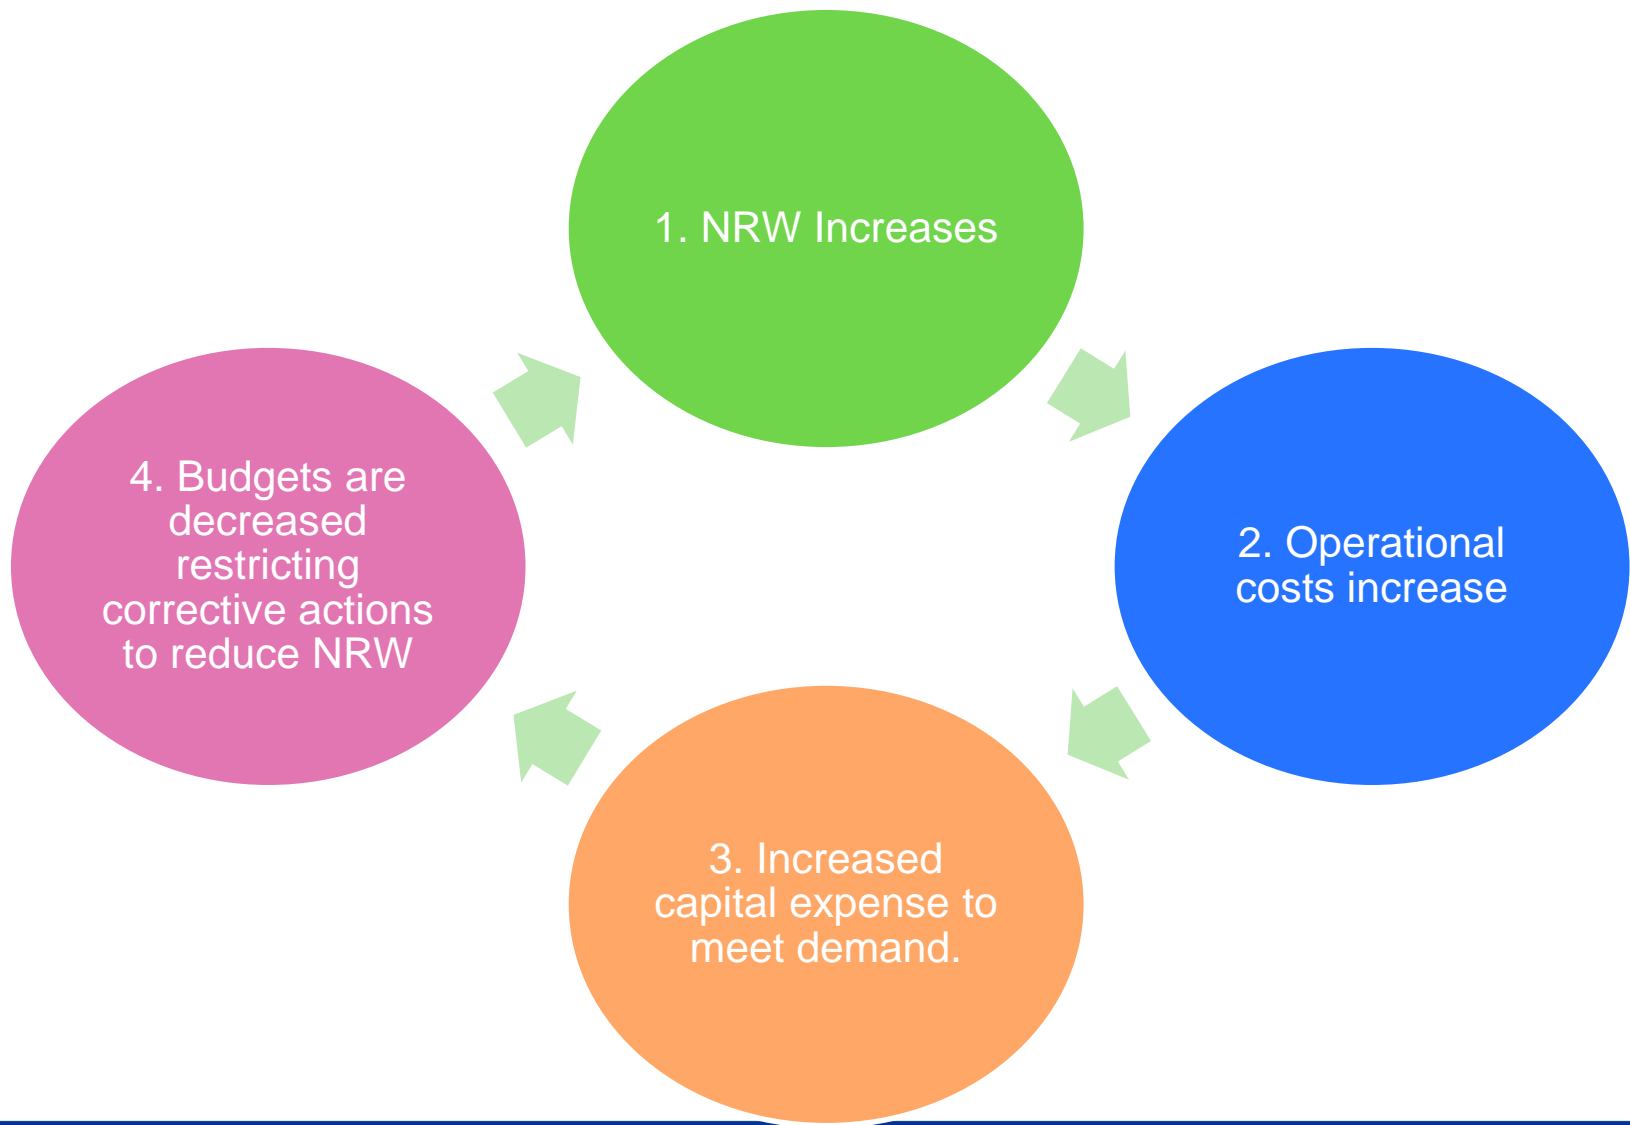 1. NRW Increases
2. Operational
costs increase
3. Increased
capital expense to
meet demand.
4. Budgets are
decreased
restricting
corrective actions
to reduce NRW